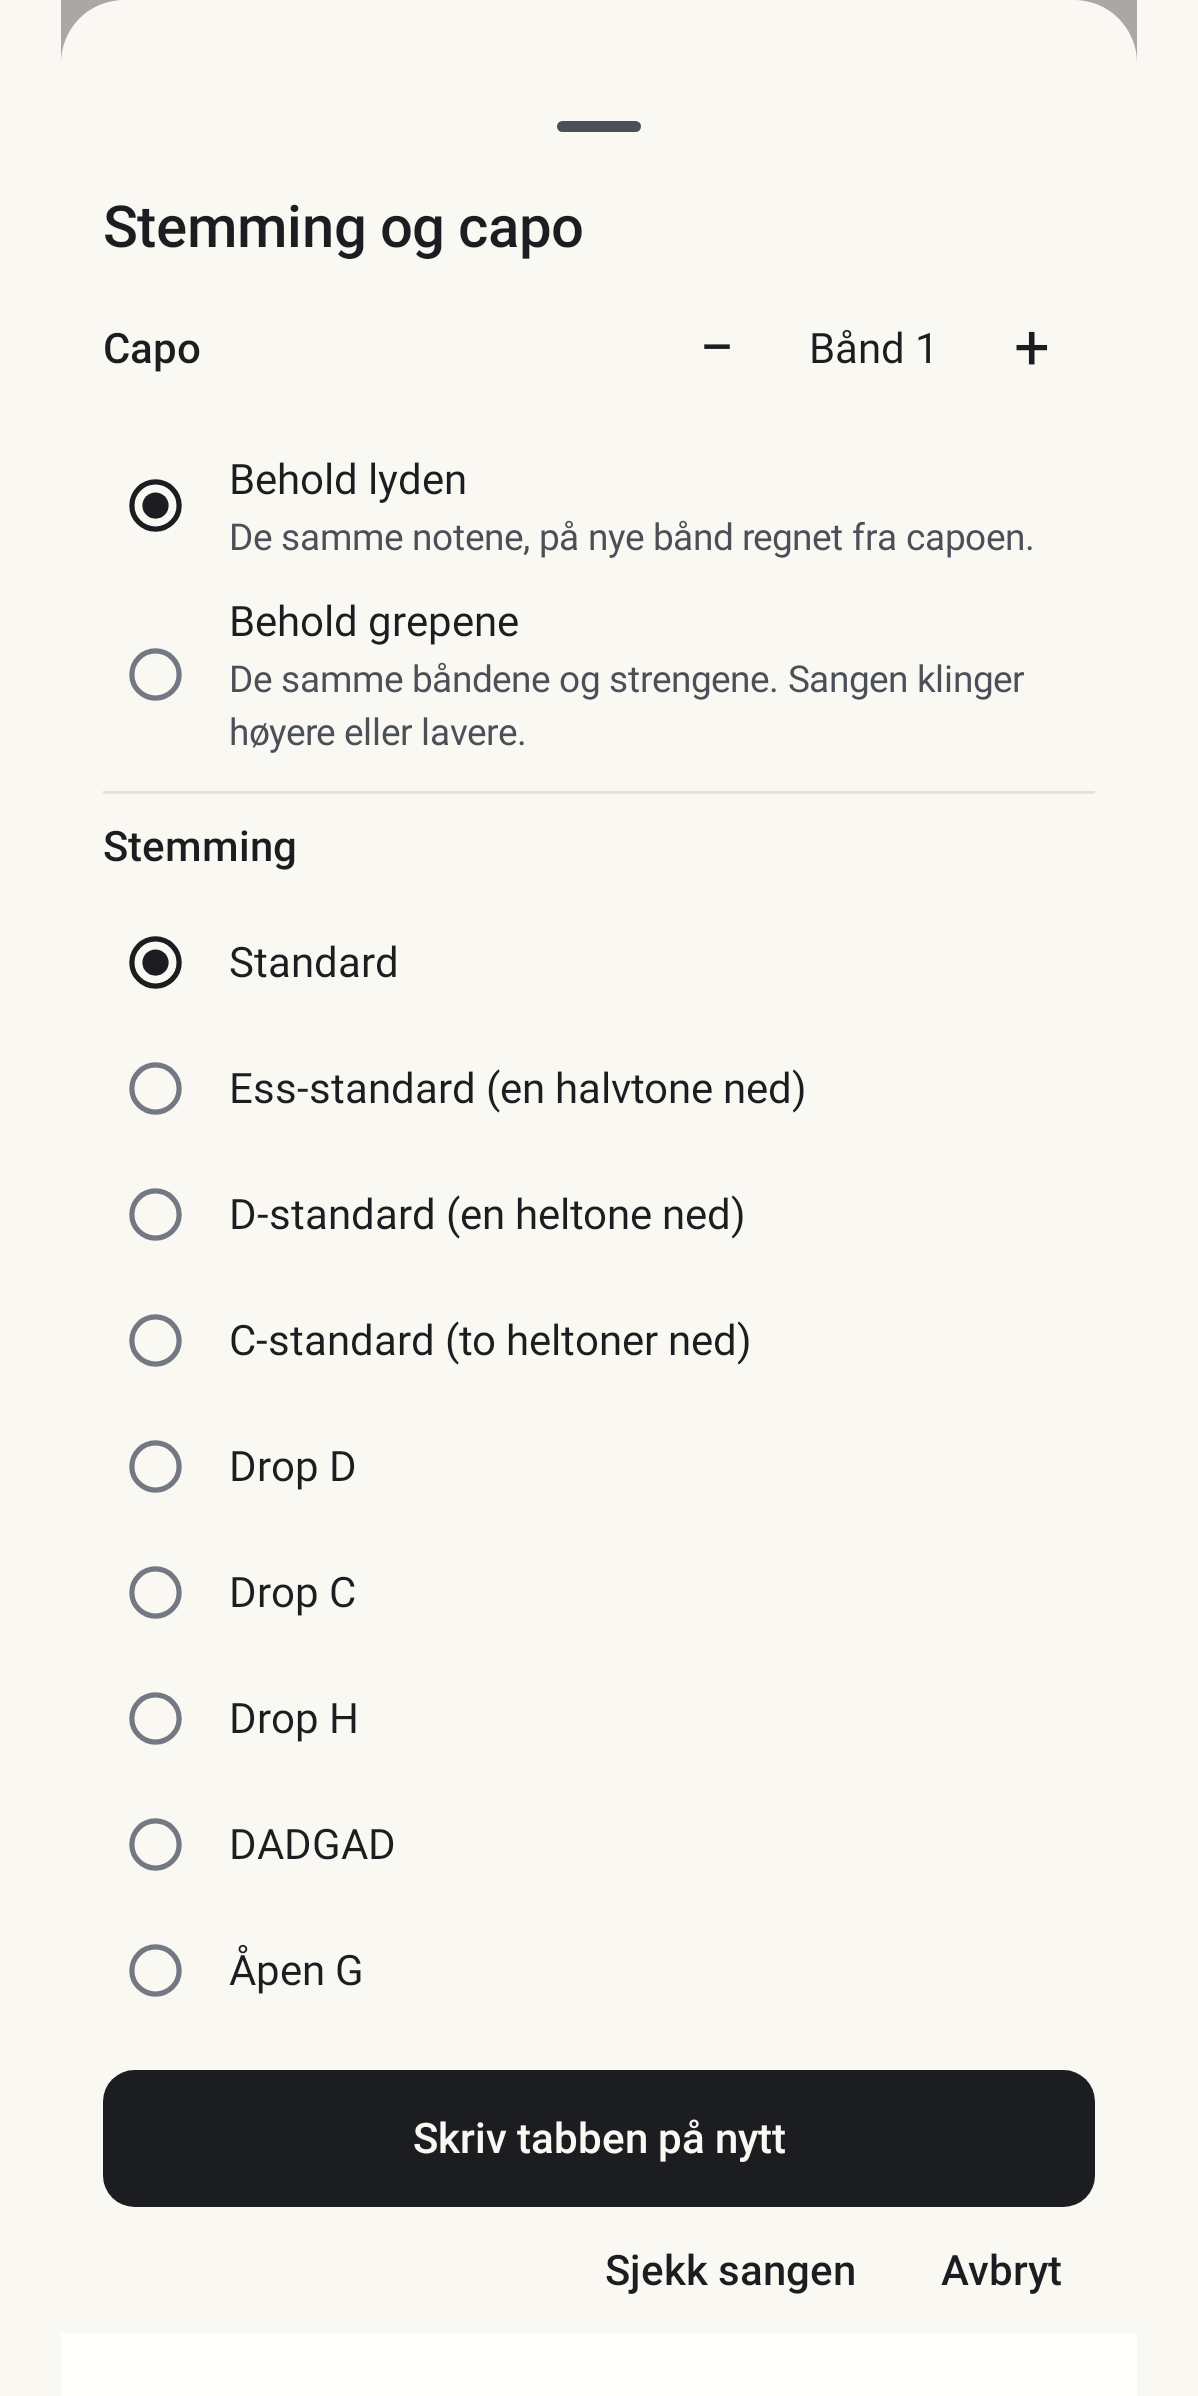 Stemming og capo
Capo − Bånd 1 +
Behold lyden
De samme notene, på nye bånd regnet fra capoen.
Behold grepene
De samme båndene og strengene. Sangen klinger
høyere eller lavere.
Stemming
Standard
Ess-standard (en halvtone ned)
D-standard (en heltone ned)
C-standard (to heltoner ned)
Drop D
Drop C
Drop H
DADGAD
Åpen G
Skriv tabben på nytt
Sjekk sangen Avbryt